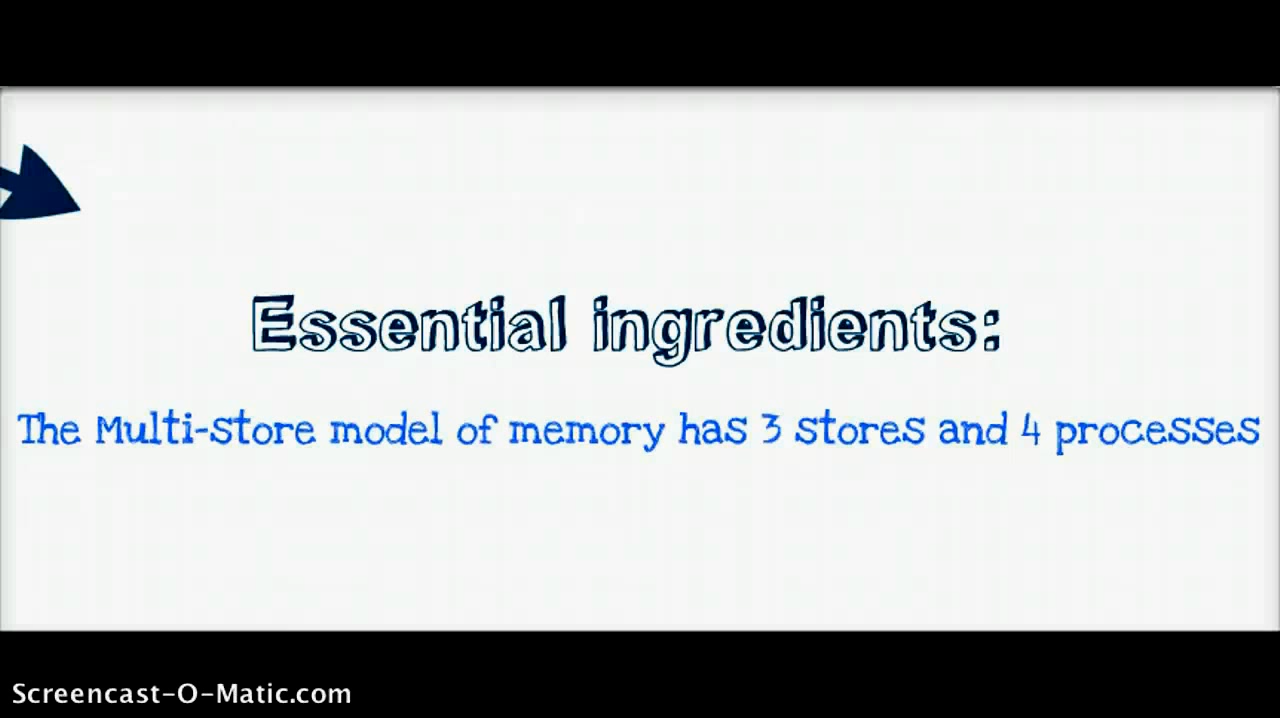 Essential ingredients:
The Multi-store model of memory has 3 stores and 4 processes
Screencast-O-Matic.com